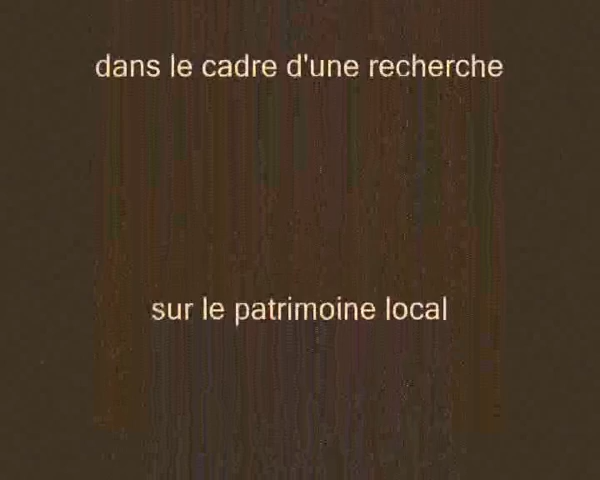 dans le cadre d'une recherche
sur le patrimoine local